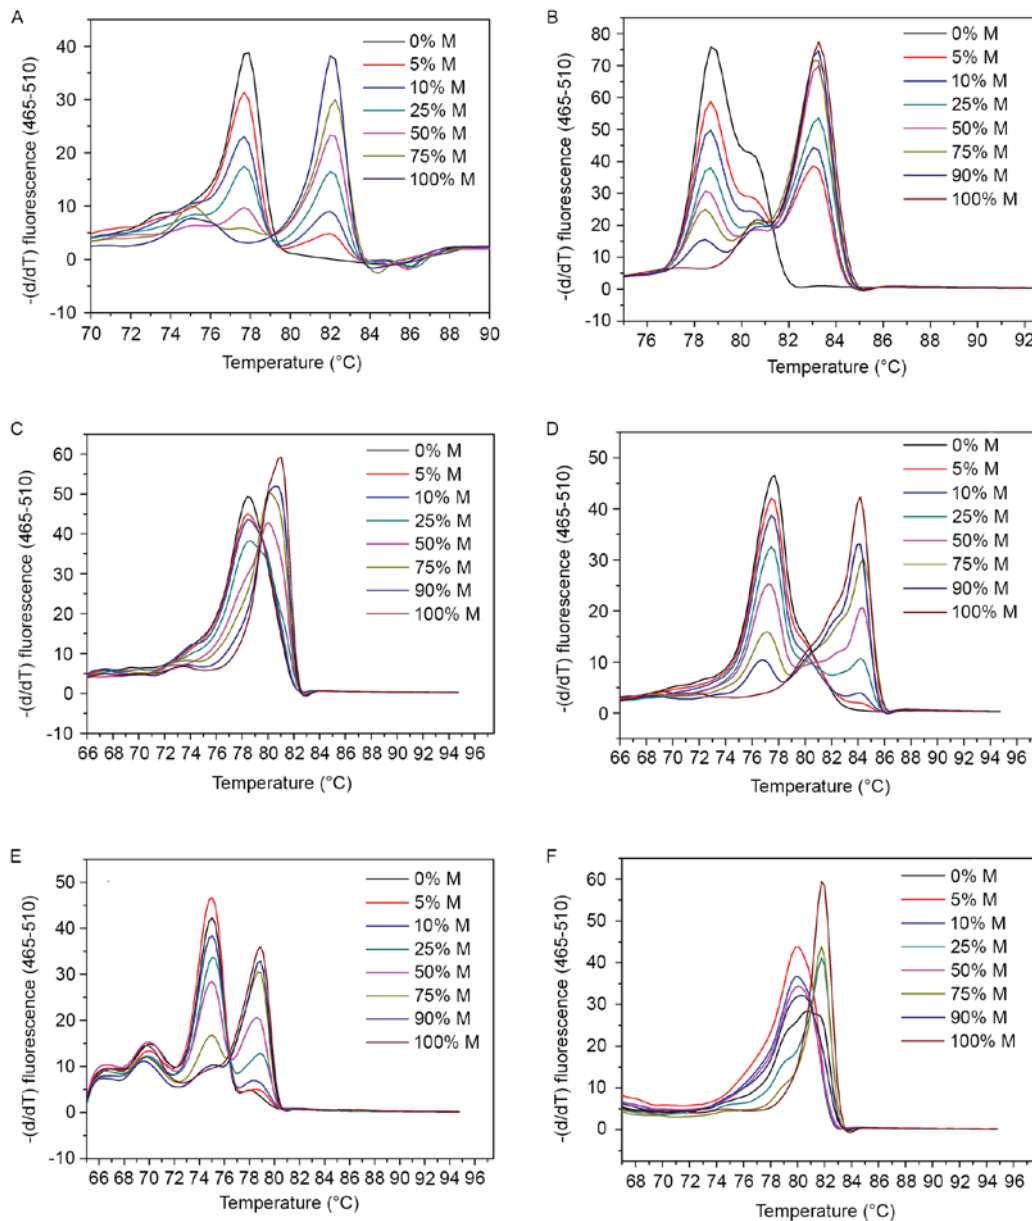 A
-(d/dT) fluorescence (465-510)
40
30
20
10
0
-10
70 72 74 76 78 80 82 84 86 88 90
Temperature (°C)
0% M
5% M
10% M
25% M
50% M
75% M
100% M
B
-(d/dT) fluorescence (465-510)
80
70
60
50
40
30
20
10
0
-10
76 78 80 82 84 86 88 90 92
Temperature (°C)
0% M
5% M
10% M
25% M
50% M
75% M
90% M
100% M
C
-(d/dT) fluorescence (465-510)
60
50
40
30
20
10
0
-10
66 68 70 72 74 76 78 80 82 84 86 88 90 92 94 96
Temperature (°C)
0% M
5% M
10% M
25% M
50% M
75% M
90% M
100% M
D
-(d/dT) fluorescence (465-510)
50
40
30
20
10
0
66 68 70 72 74 76 78 80 82 84 86 88 90 92 94 96
Temperature (°C)
0% M
5% M
10% M
25% M
50% M
75% M
90% M
100% M
E
-(d/dT) fluorescence (465-510)
50
40
30
20
10
0
-10
66 68 70 72 74 76 78 80 82 84 86 88 90 92 94 96
Temperature (°C)
0% M
5% M
10% M
25% M
50% M
75% M
90% M
100% M
F
-(d/dT) fluorescence (465-510)
60
50
40
30
20
10
0
-10
68 70 72 74 76 78 80 82 84 86 88 90 92 94 96
Temperature (°C)
0% M
5% M
10% M
25% M
50% M
75% M
90% M
100% M